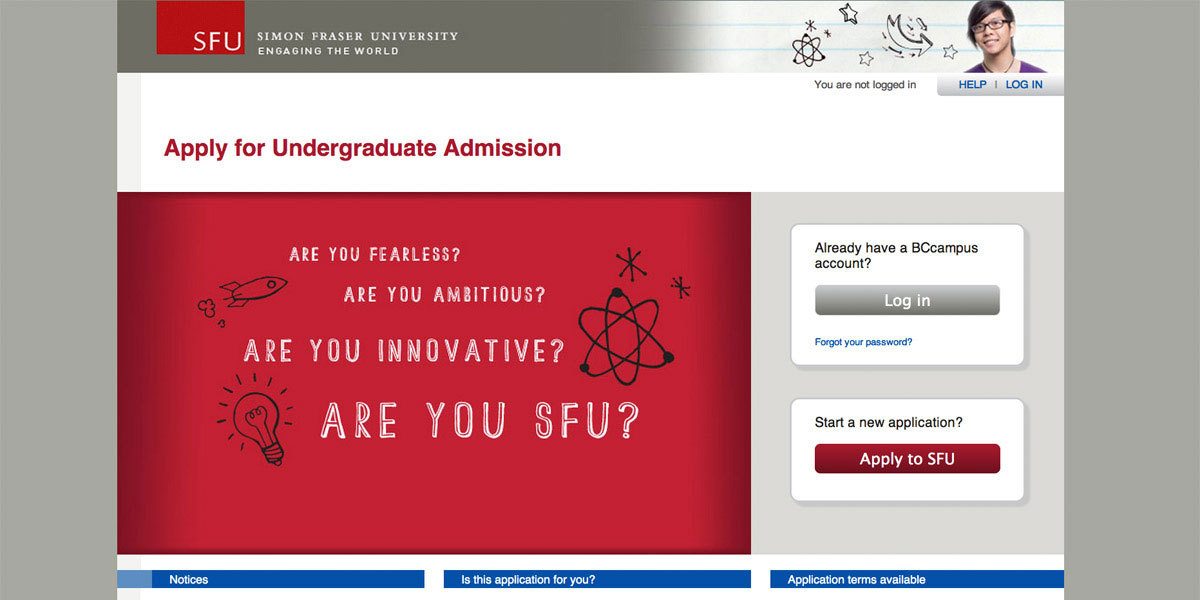 SFU
SIMON FRASER UNIVERSITY
ENGAGING THE WORLD
You are not logged in
HELP | LOG IN
Apply for Undergraduate Admission
ARE YOU FEARLESS?
ARE YOU AMBITIOUS?
ARE YOU INNOVATIVE?
ARE YOU SFU?
Already have a BCcampus
account?
Log in
Forgot your password?
Start a new application?
Apply to SFU
Notices
Is this application for you?
Application terms available